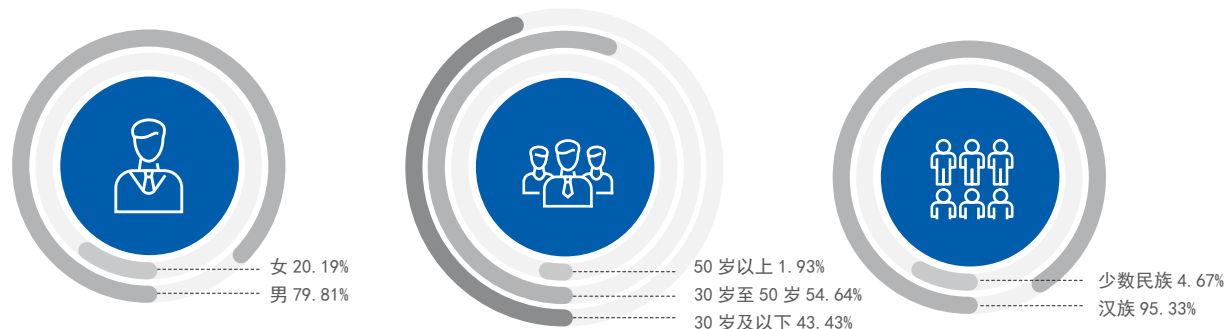 女 20.19%
男 79.81%
50 岁以上 1.93%
30 岁至 50 岁 54.64%
30 岁及以下 43.43%
少数民族 4.67%
汉族 95.33%